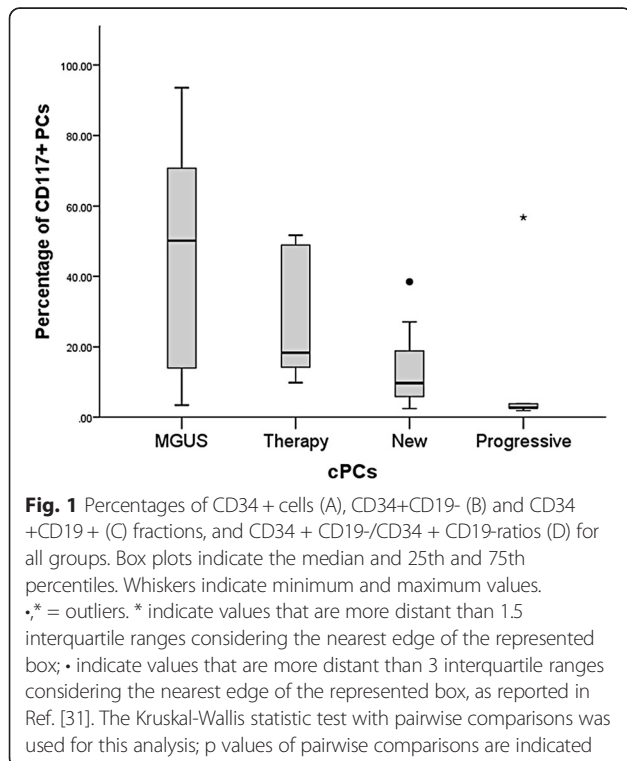 100.00
80.00
60.00
40.00
20.00
.00
Percentage of CD117+ PCs
*
MGUS
Therapy
New
Progressive
cPCs
Fig. 1 Percentages of CD34 + cells (A), CD34+CD19- (B) and CD34
+CD19 + (C) fractions, and CD34 + CD19-/CD34 + CD19-ratios (D) for
all groups. Box plots indicate the median and 25th and 75th
percentiles. Whiskers indicate minimum and maximum values.
•,* = outliers. * indicate values that are more distant than 1.5
interquartile ranges considering the nearest edge of the represented
box; • indicate values that are more distant than 3 interquartile ranges
considering the nearest edge of the represented box, as reported in
Ref. [31]. The Kruskal-Wallis statistic test with pairwise comparisons was
used for this analysis; p values of pairwise comparisons are indicated